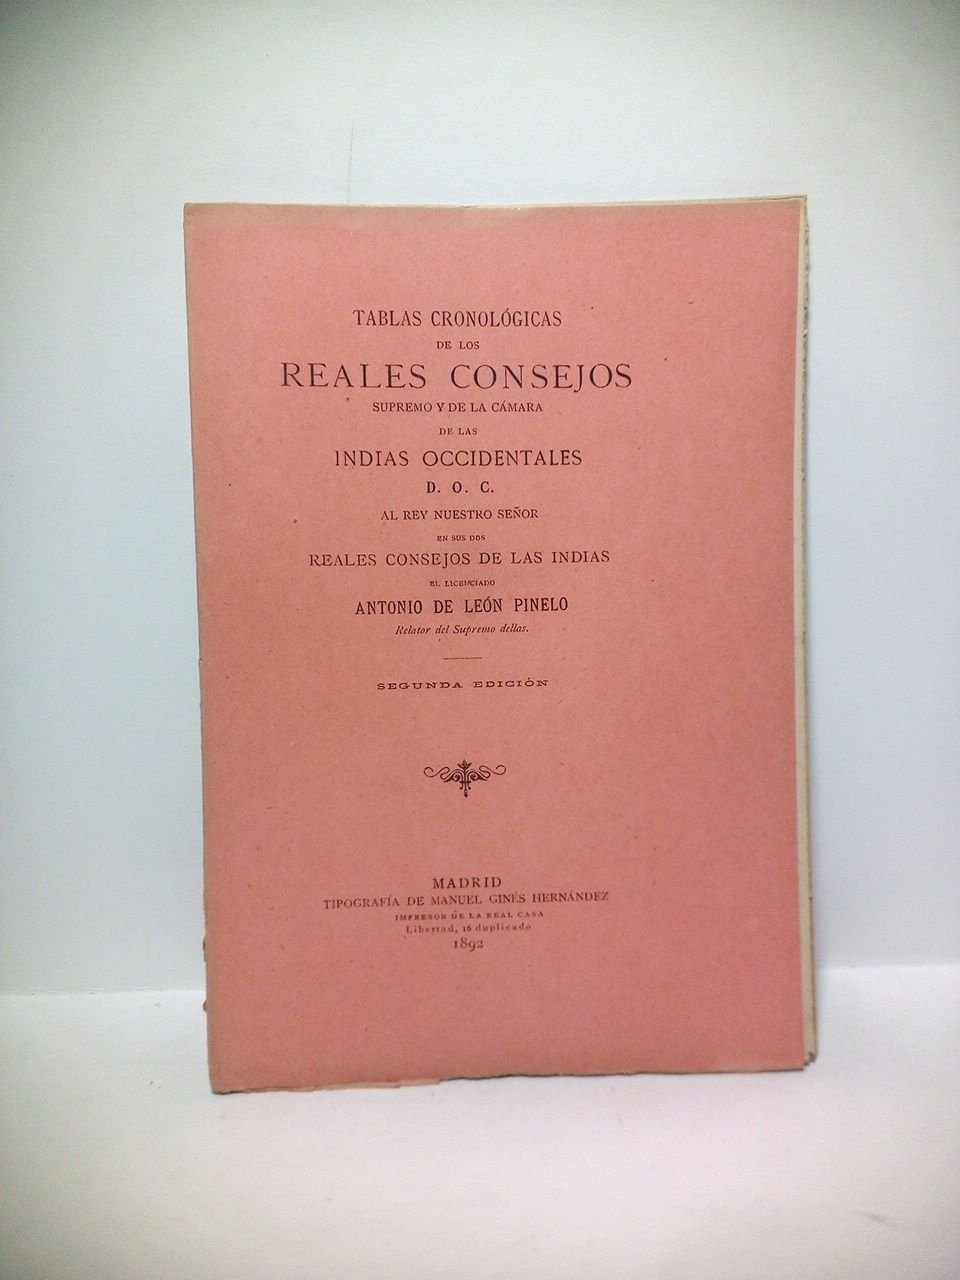 TABLAS CRONOLÓGICAS
DE LOS
REALES CONSEJOS
SUPREMO Y DE LA CÁMARA
DE LAS
INDIAS OCCIDENTALES
D. O. C.
AL REY NUESTRO SEÑOR
EN SUS DOS
REALES CONSEJOS DE LAS INDIAS
EL LICENCIADO
ANTONIO DE LEÓN PINELO
Relator del Supremo dellas.
SEGUNDA EDICIÓN
MADRID
TIPOGRAFÍA DE MANUEL GINÉS HERNÁNDEZ
IMPRESOR DE LA REAL CASA
Libertad, 16 duplicado
1892